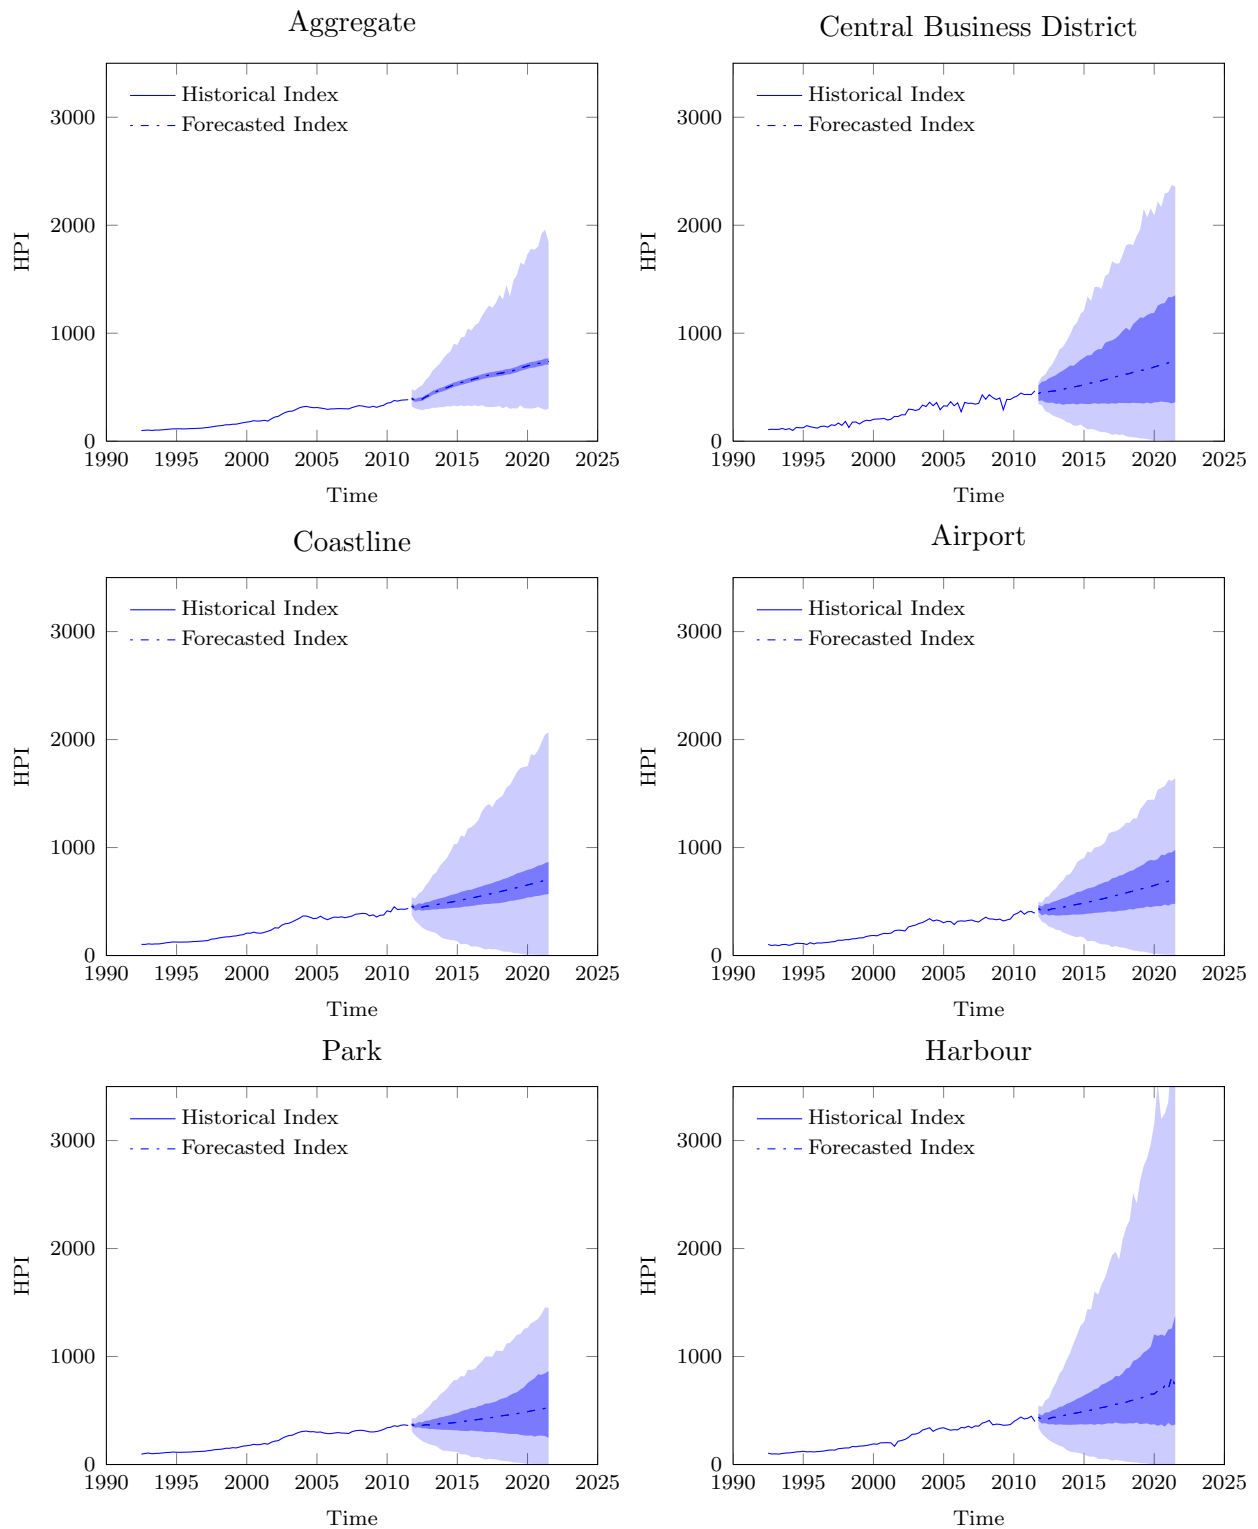 Aggregate
Historical Index
Forecasted Index
3000
2000
1000
0
HPI
1990 1995 2000 2005 2010 2015 2020 2025
Time
Central Business District
Historical Index
Forecasted Index
3000
2000
1000
0
HPI
1990 1995 2000 2005 2010 2015 2020 2025
Time
Coastline
Historical Index
Forecasted Index
3000
2000
1000
0
HPI
1990 1995 2000 2005 2010 2015 2020 2025
Time
Airport
Historical Index
Forecasted Index
3000
2000
1000
0
HPI
1990 1995 2000 2005 2010 2015 2020 2025
Time
Park
Historical Index
Forecasted Index
3000
2000
1000
0
HPI
1990 1995 2000 2005 2010 2015 2020 2025
Time
Harbour
Historical Index
Forecasted Index
3000
2000
1000
0
HPI
1990 1995 2000 2005 2010 2015 2020 2025
Time